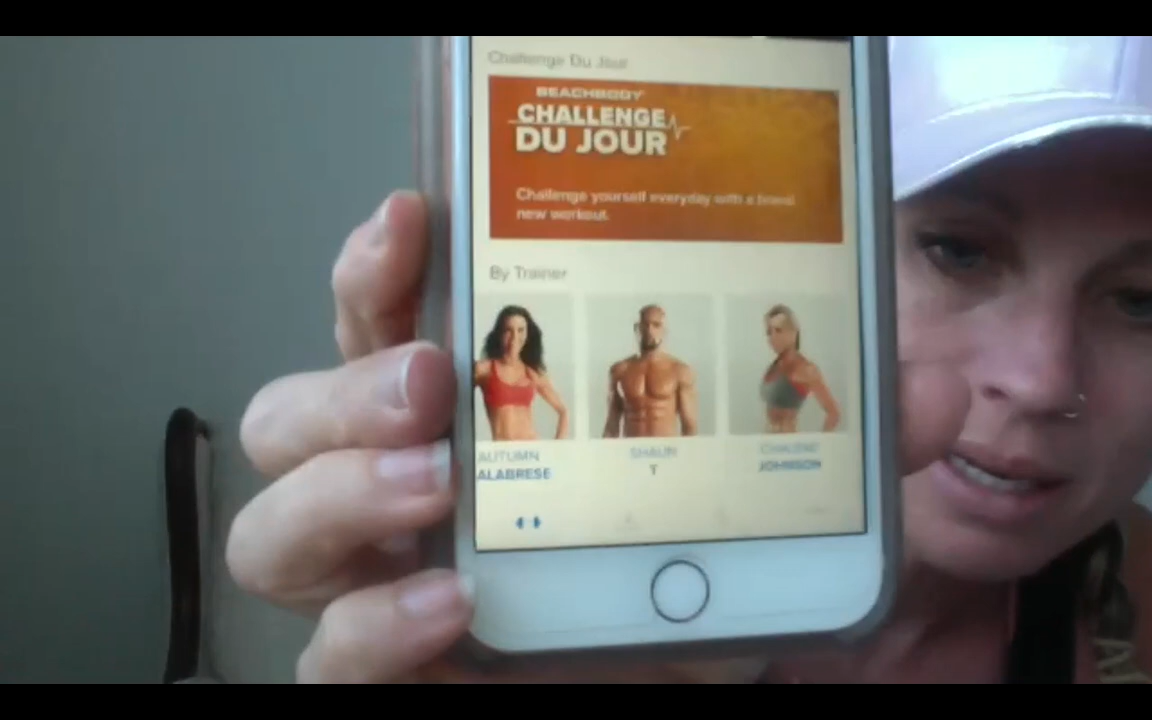 Challenge Du Jour
BEACHBODY
CHALLENGE
DU JOUR
Challenge yourself everyday with a brand
new workout.
By Trainer
AUTUMN
ALABRESE
SHAUN
T
CHALENE
JOHNSON